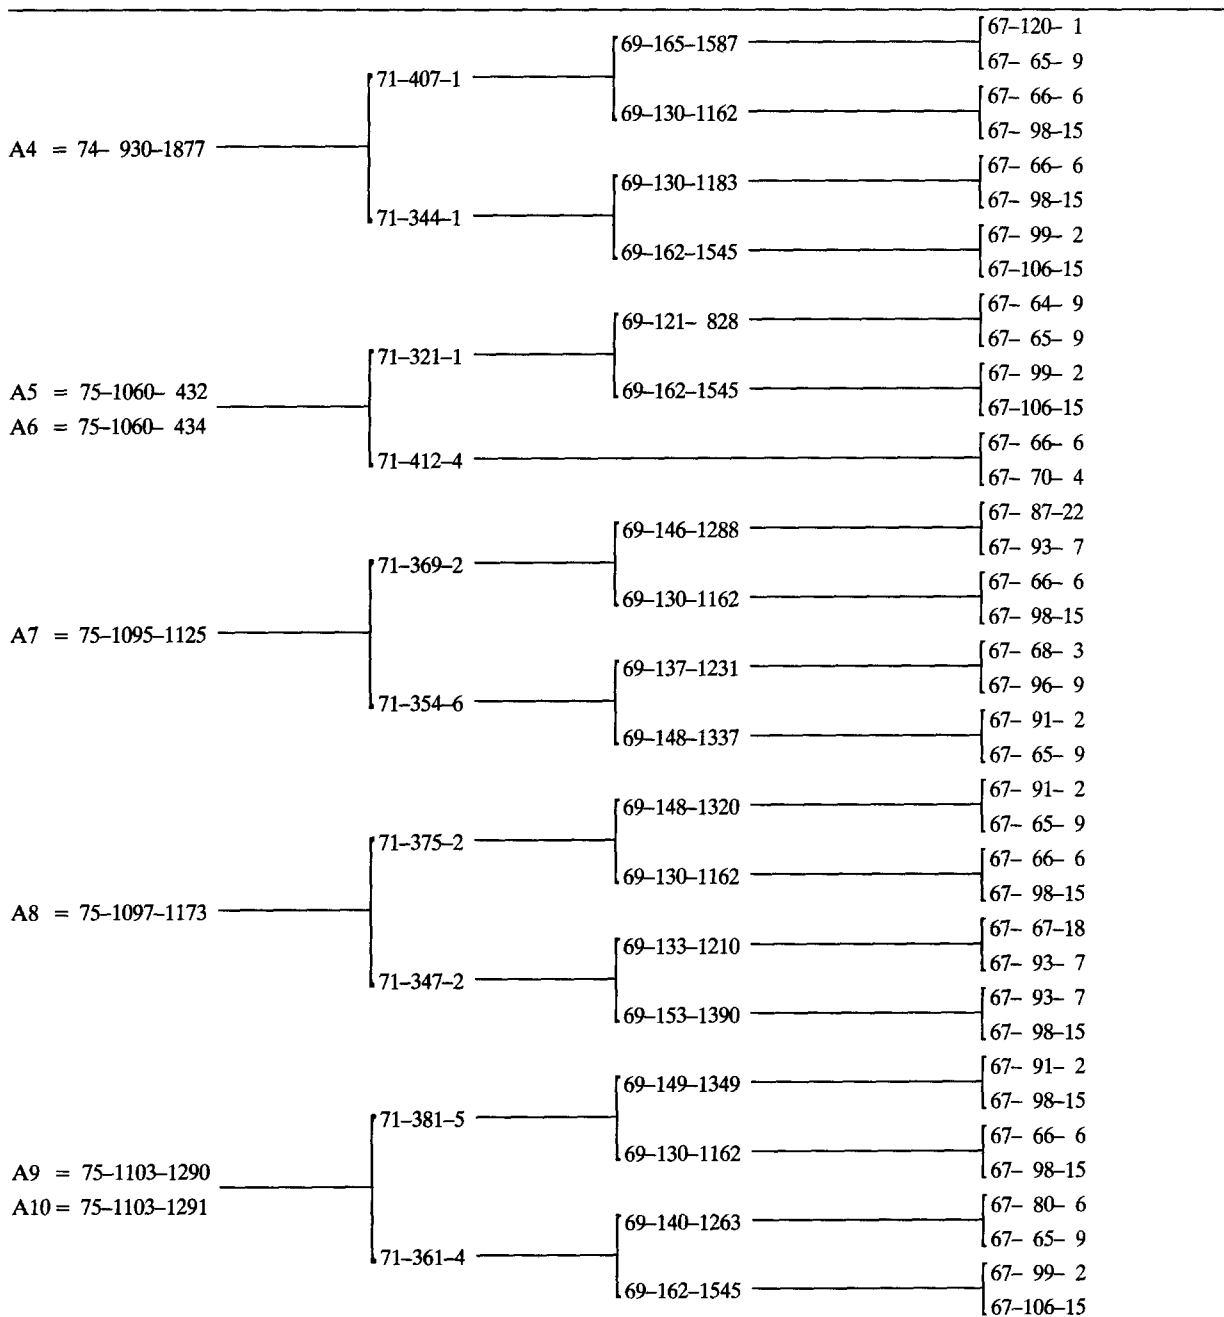 67–120– 1
69–165–1587
67– 65– 9
71–407–1
67– 66– 6
69–130–1162
67– 98–15
A4 = 74– 930–1877
67– 66– 6
69–130–1183
67– 98–15
71–344–1
67– 99– 2
69–162–1545
67–106–15
67– 64– 9
69–121– 828
67– 65– 9
71–321–1
67– 99– 2
A5 = 75–1060– 432
69–162–1545
67–106–15
A6 = 75–1060– 434
67– 66– 6
71–412–4
67– 70– 4
67– 87–22
69–146–1288
67– 93– 7
71–369–2
67– 66– 6
69–130–1162
67– 98–15
A7 = 75–1095–1125
67– 68– 3
69–137–1231
67– 96– 9
71–354–6
67– 91– 2
69–148–1337
67– 65– 9
67– 91– 2
69–148–1320
67– 65– 9
71–375–2
67– 66– 6
69–130–1162
67– 98–15
A8 = 75–1097–1173
67– 67–18
69–133–1210
67– 93– 7
71–347–2
67– 93– 7
69–153–1390
67– 98–15
67– 91– 2
69–149–1349
67– 98–15
71–381–5
67– 66– 6
69–130–1162
67– 98–15
A9 = 75–1103–1290
A10 = 75–1103–1291
67– 80– 6
69–140–1263
67– 65– 9
71–361–4
67– 99– 2
69–162–1545
67–106–15